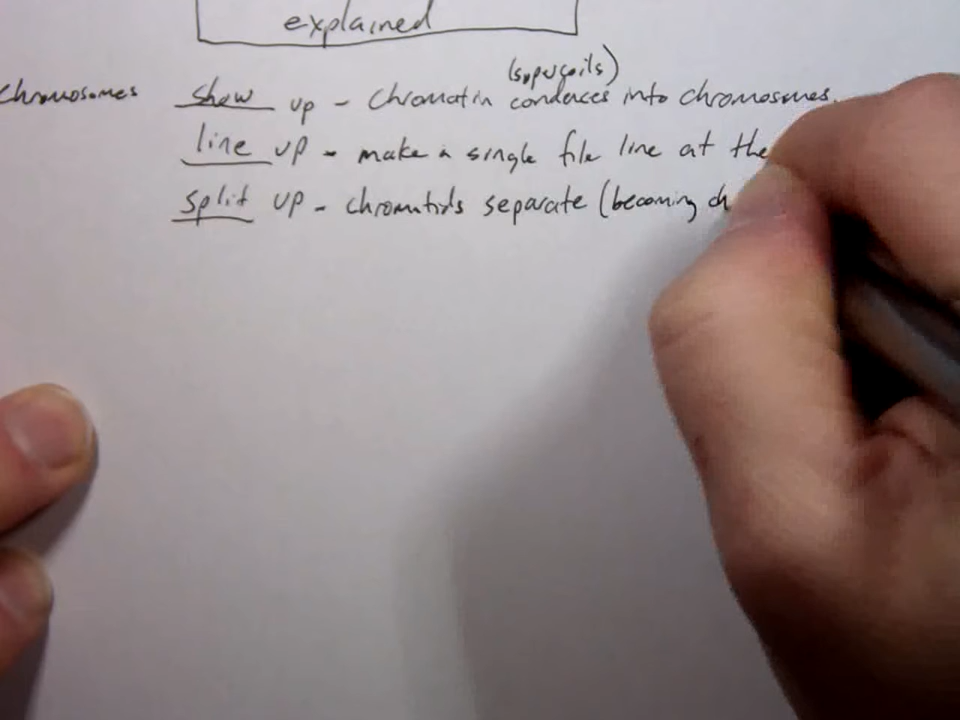 explained
(supercoils)
Chromosomes show up - Chromatin condences into chromosomes.
line up - make a single file line at the
split up - chromatids separate (becoming ch